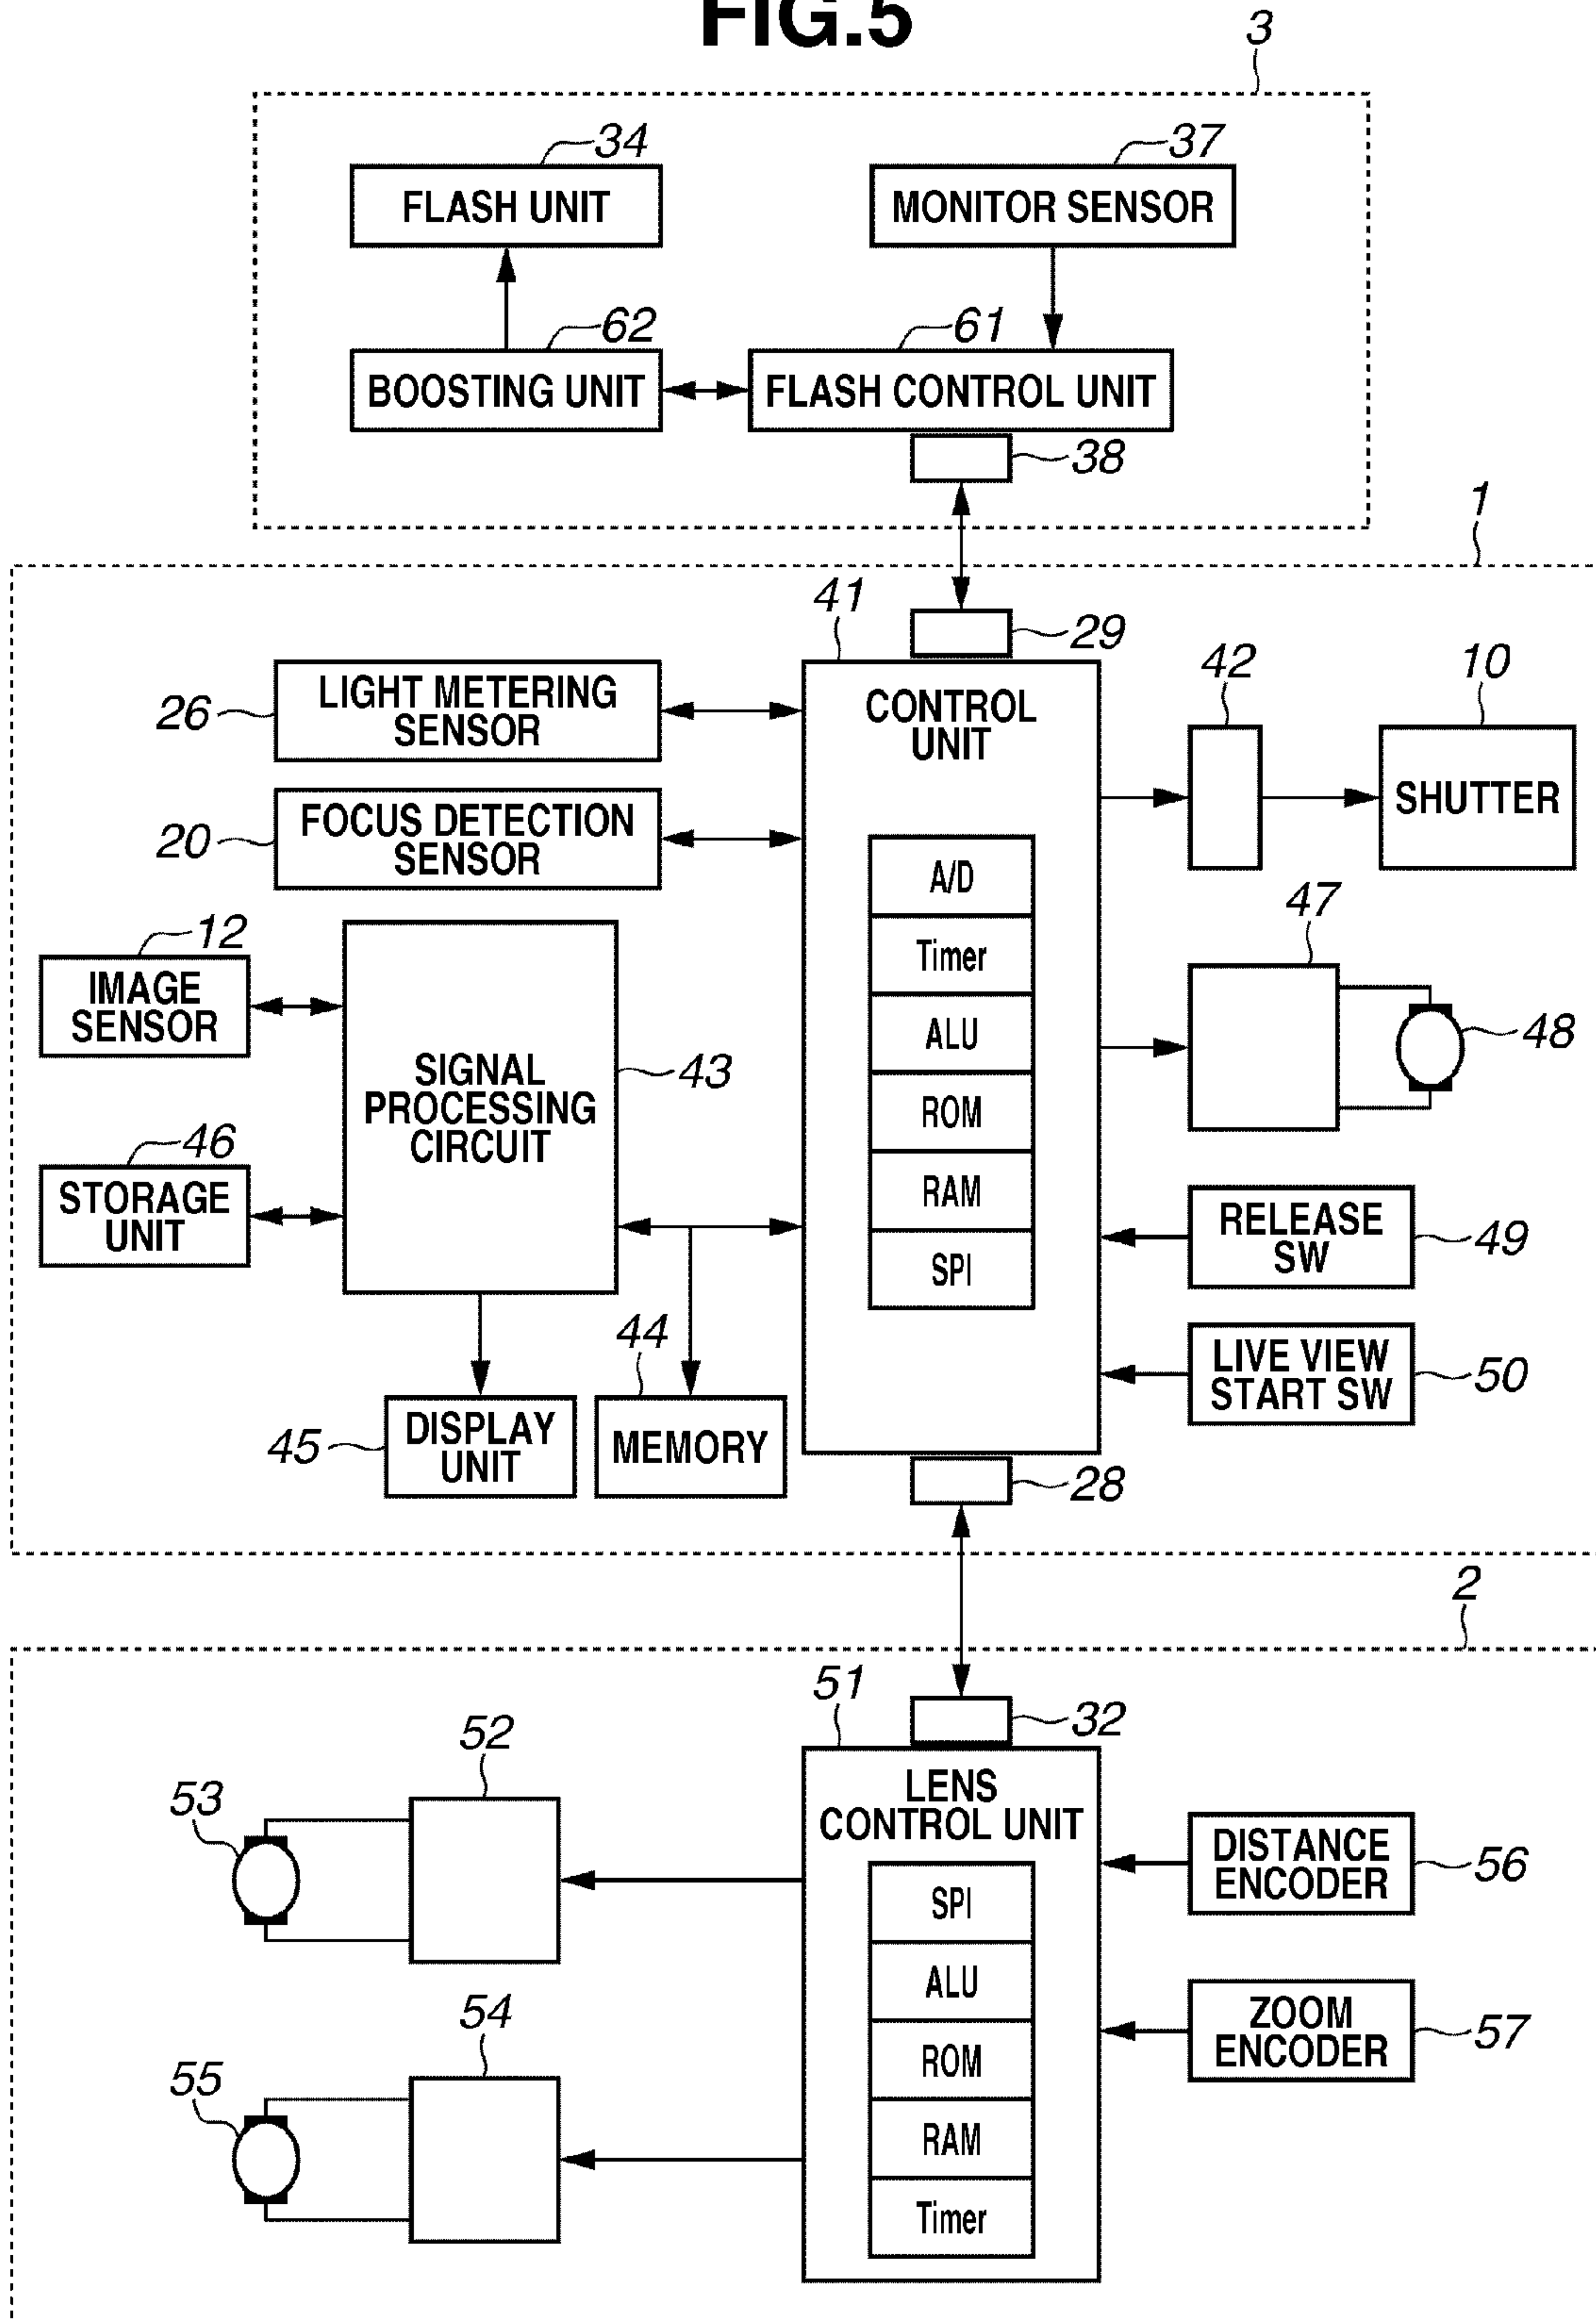 FIG.5
3
34
37
FLASH UNIT
MONITOR SENSOR
62
61
BOOSTING UNIT
FLASH CONTROL UNIT
38
1
41
29
42
10
26
LIGHT METERING
SENSOR
CONTROL
UNIT
SHUTTER
20
FOCUS DETECTION
SENSOR
A/D
Timer
ALU
ROM
RAM
SPI
12
IMAGE
SENSOR
47
48
SIGNAL
PROCESSING
CIRCUIT
43
46
STORAGE
UNIT
RELEASE
SW
49
44
LIVE VIEW
START SW
50
45
DISPLAY
UNIT
MEMORY
28
2
51
32
52
53
LENS
CONTROL UNIT
DISTANCE
ENCODER
56
SPI
ALU
ROM
RAM
Timer
54
55
ZOOM
ENCODER
57